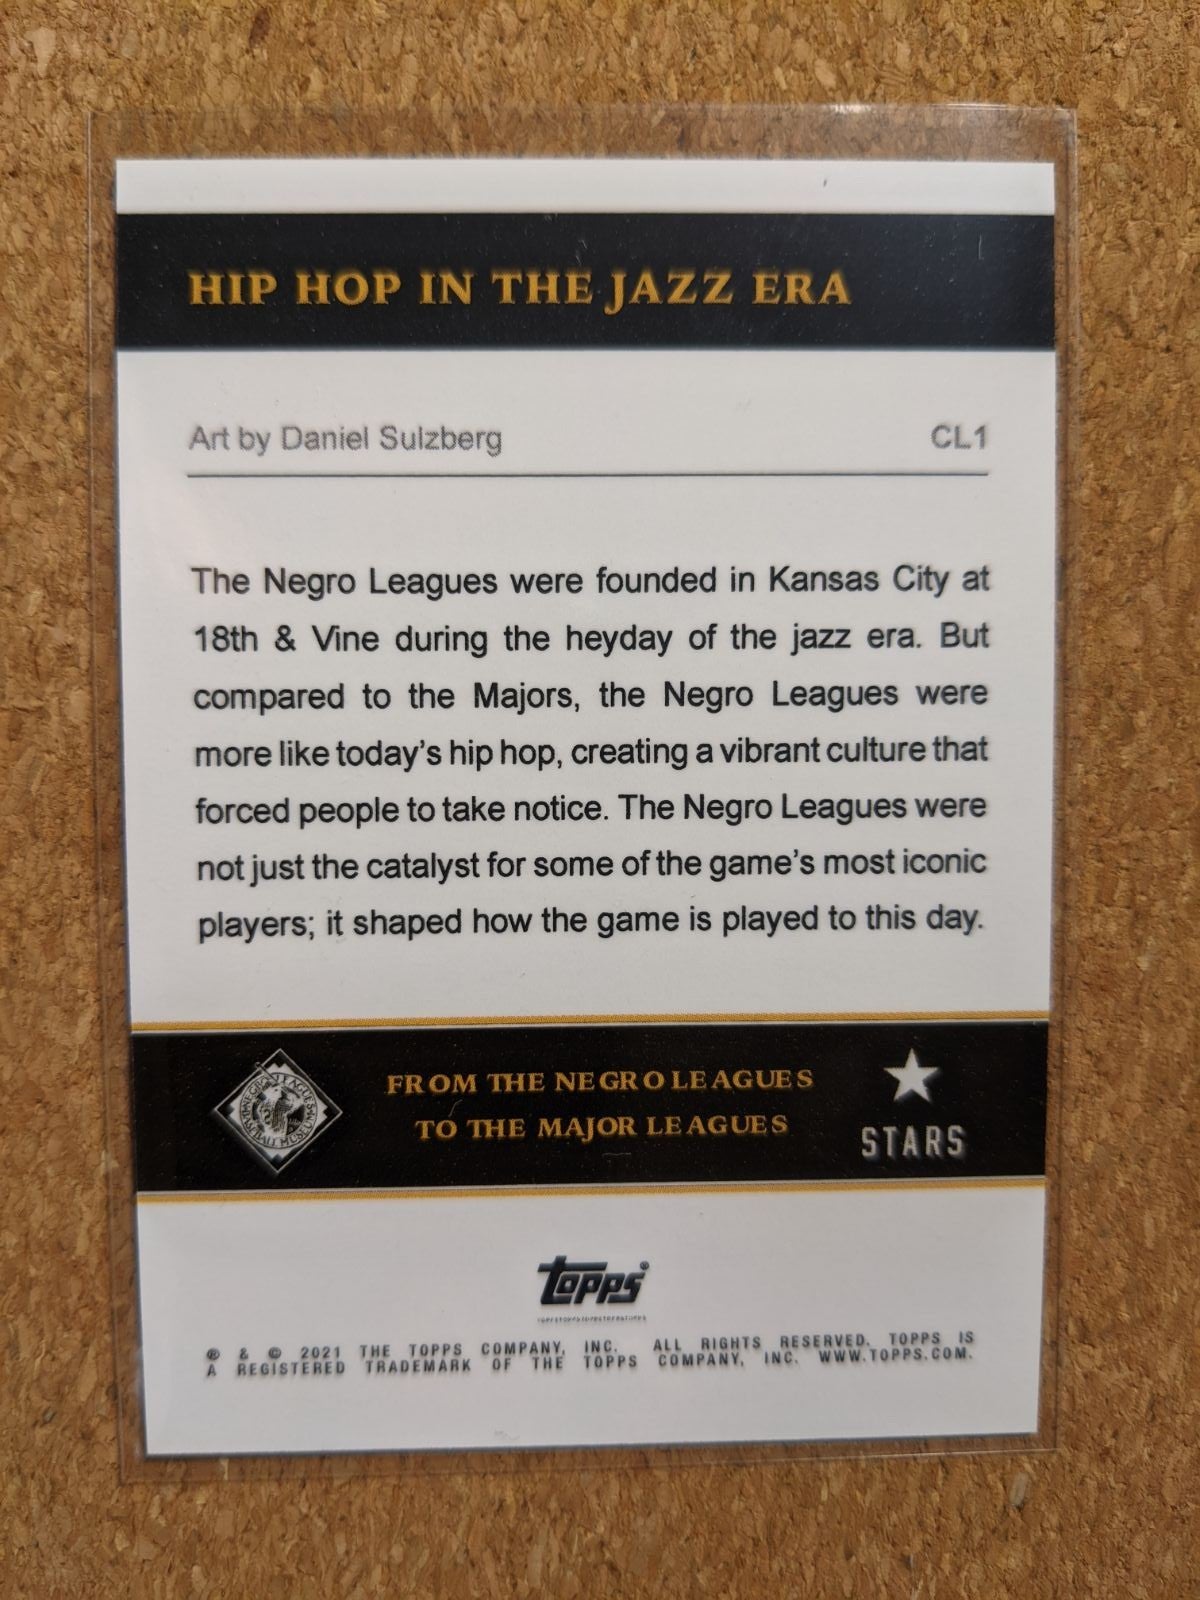 HIP HOP IN THE JAZZ ERA
Art by Daniel Sulzberg CL1
The Negro Leagues were founded in Kansas City at
18th & Vine during the heyday of the jazz era. But
compared to the Majors, the Negro Leagues were
more like today's hip hop, creating a vibrant culture that
forced people to take notice. The Negro Leagues were
not just the catalyst for some of the game's most iconic
players; it shaped how the game is played to this day.
NEGRO LEAGUES
BASEBALL MUSEUM
FROM THE NEGRO LEAGUES
TO THE MAJOR LEAGUES
STARS
topps®
® & © 2021 THE TOPPS COMPANY, INC. ALL RIGHTS RESERVED. TOPPS IS
A REGISTERED TRADEMARK OF THE TOPPS COMPANY, INC. WWW.TOPPS.COM.